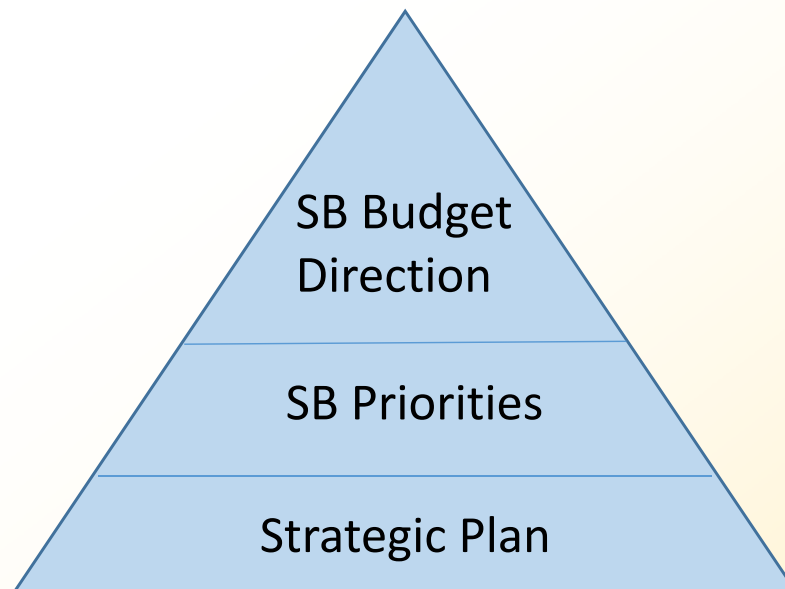 SB Budget
Direction
SB Priorities
Strategic Plan